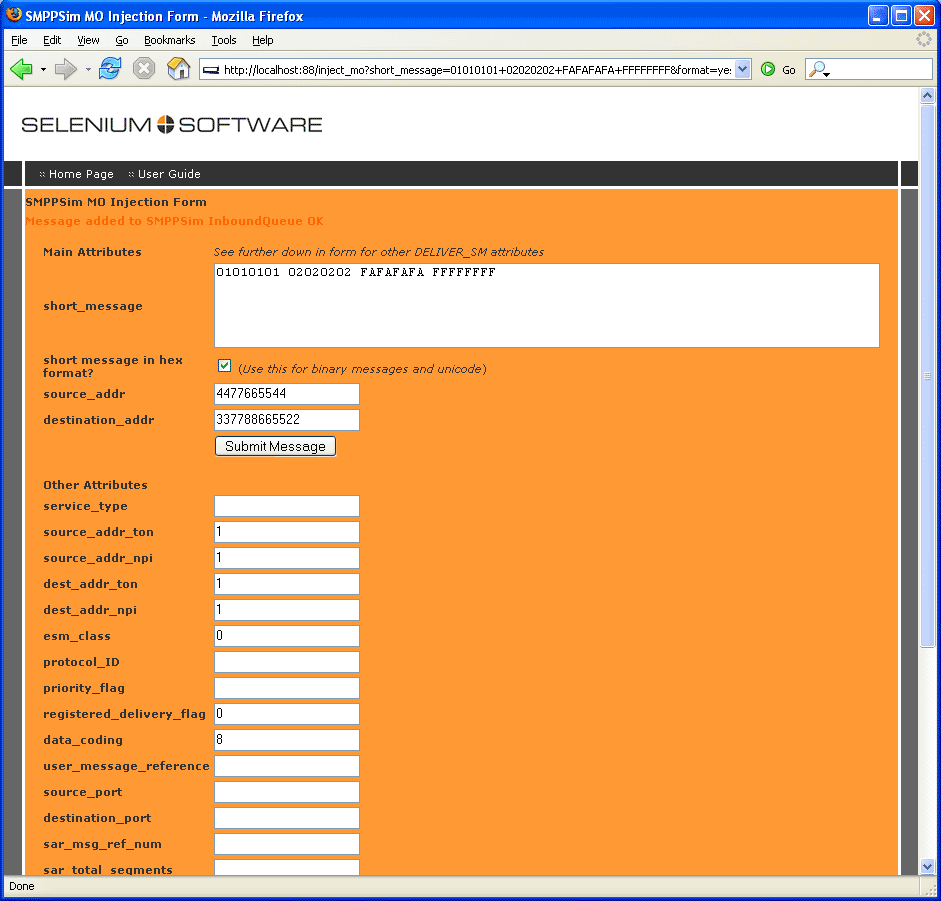 SMPPSim MO Injection Form - Mozilla Firefox
File Edit View Go Bookmarks Tools Help
http://localhost:88/inject_mo?short_message=01010101+02020202+FAFAFAFA+FFFFFFFF&format=ye: Go
SELENIUM SOFTWARE
:: Home Page :: User Guide
SMPPSim MO Injection Form
Message added to SMPPSim InboundQueue OK
Main Attributes See further down in form for other DELIVER_SM attributes
01010101 02020202 FAFAFAFA FFFFFFFF
short_message
short message in hex
format? (Use this for binary messages and unicode)
source_addr 4477665544
destination_addr 337788665522
Submit Message
Other Attributes
service_type
source_addr_ton 1
source_addr_npi 1
dest_addr_ton 1
dest_addr_npi 1
esm_class 0
protocol_ID
priority_flag
registered_delivery_flag 0
data_coding 8
user_message_reference
source_port
destination_port
sar_msg_ref_num
sar_total_segments
Done